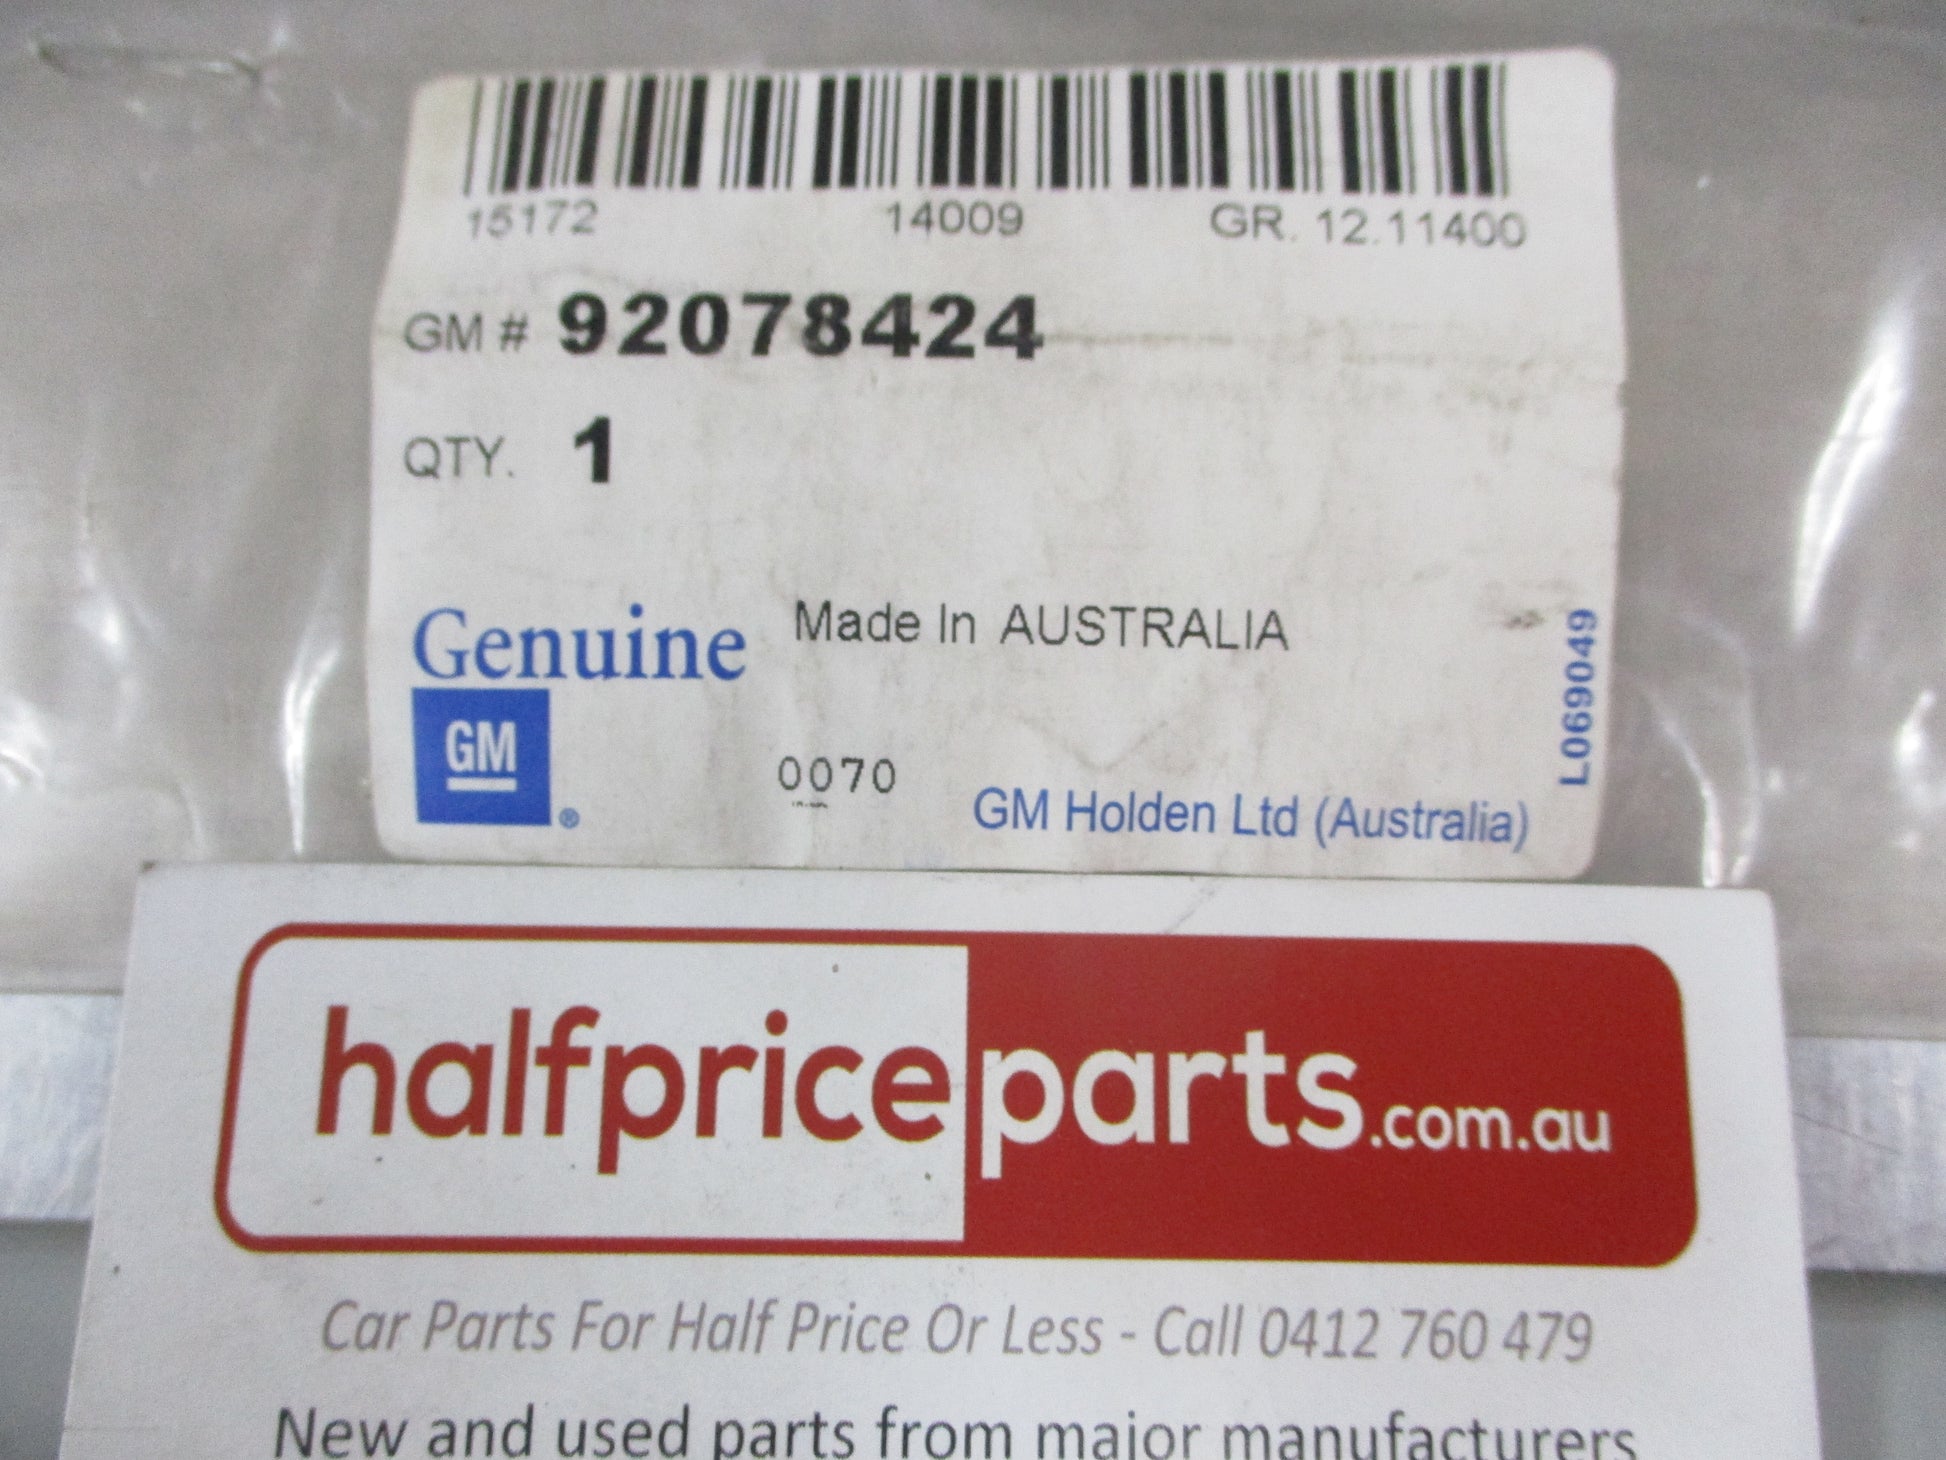 15172 14009 GR. 12.11400
GM # 92078424
QTY. 1
Genuine Made In AUSTRALIA
GM ®
0070
GM Holden Ltd (Australia)
L069049
halfpriceparts.com.au
Car Parts For Half Price Or Less - Call 0412 760 479
New and used parts from major manufacturers